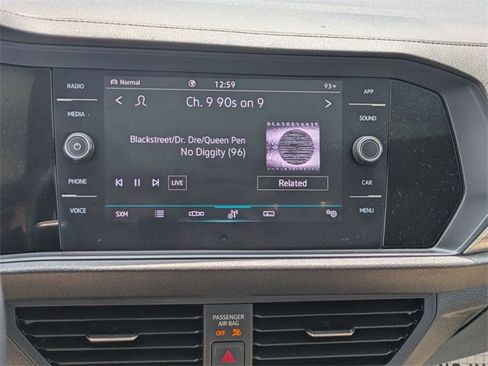 RADIO
MEDIA
PHONE
VOICE
Normal
12:59
93°F
Ch. 9 90s on 9
Blackstreet/Dr. Dre/Queen Pen
No Diggity (96)
BLACKSTREET
LIVE
Related
SXM
APP
SOUND
CAR
MENU
PASSENGER
AIR BAG
OFF